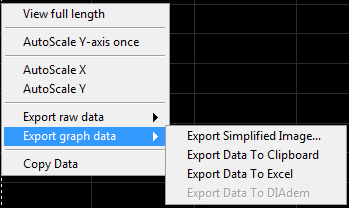 View full length
AutoScale Y-axis once
AutoScale X
AutoScale Y
Export raw data
Export graph data
Copy Data
Export Simplified Image...
Export Data To Clipboard
Export Data To Excel
Export Data To DIAdem